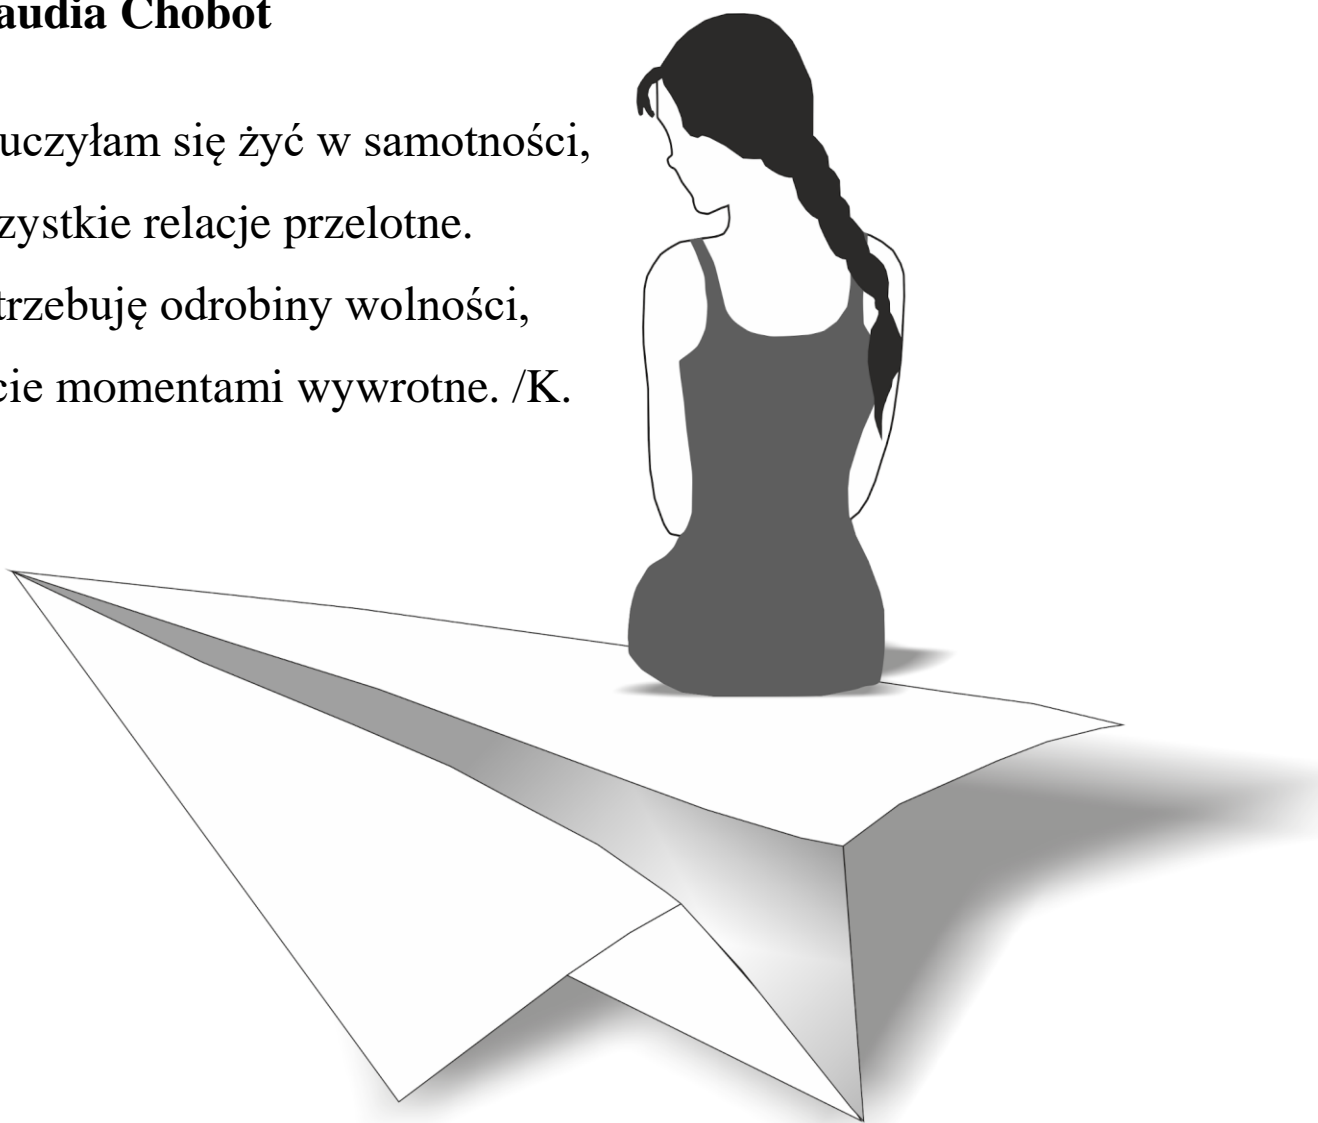 audia Chobot
uczyłam się żyć w samotności,
zystkie relacje przelotne.
trzebuję odrobiny wolności,
cie momentami wywrotne. /K.